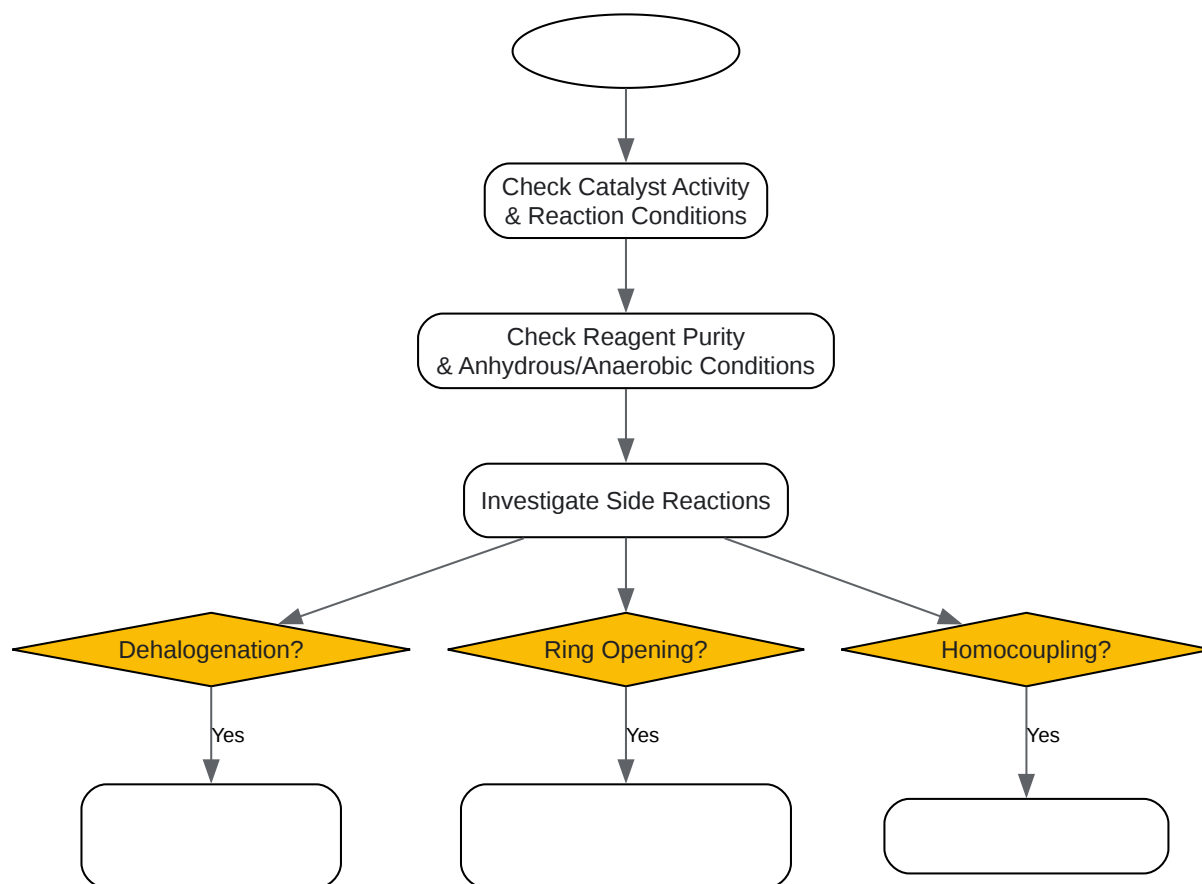 Check Catalyst Activity
& Reaction Conditions
Check Reagent Purity
& Anhydrous/Anaerobic Conditions
Investigate Side Reactions
Dehalogenation?
Ring Opening?
Homocoupling?
Yes
Yes
Yes